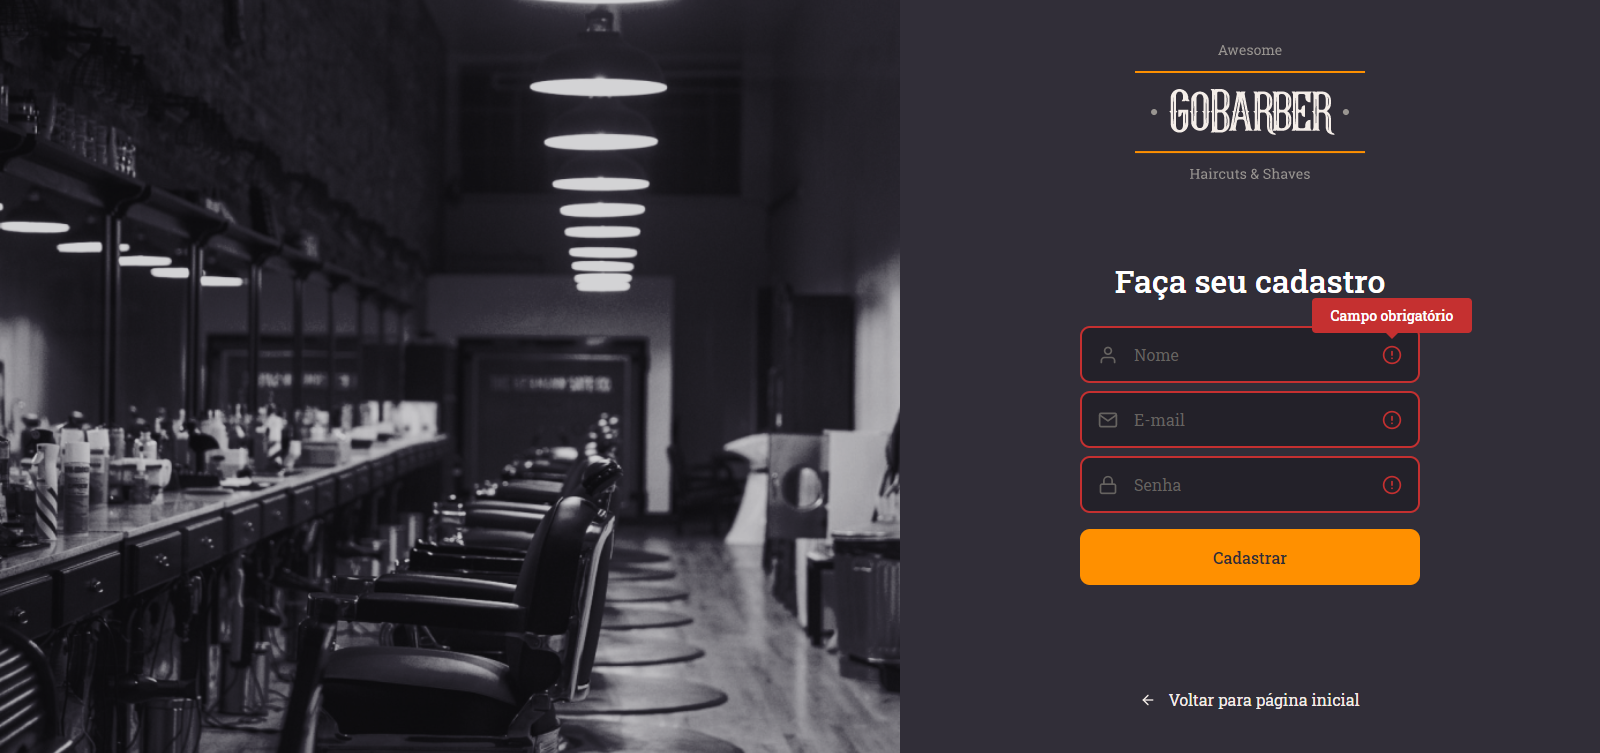 Awesome
• GOBARBER •
Haircuts & Shaves
Faça seu cadastro
Campo obrigatório
Nome
E-mail
Senha
Cadastrar
← Voltar para página inicial